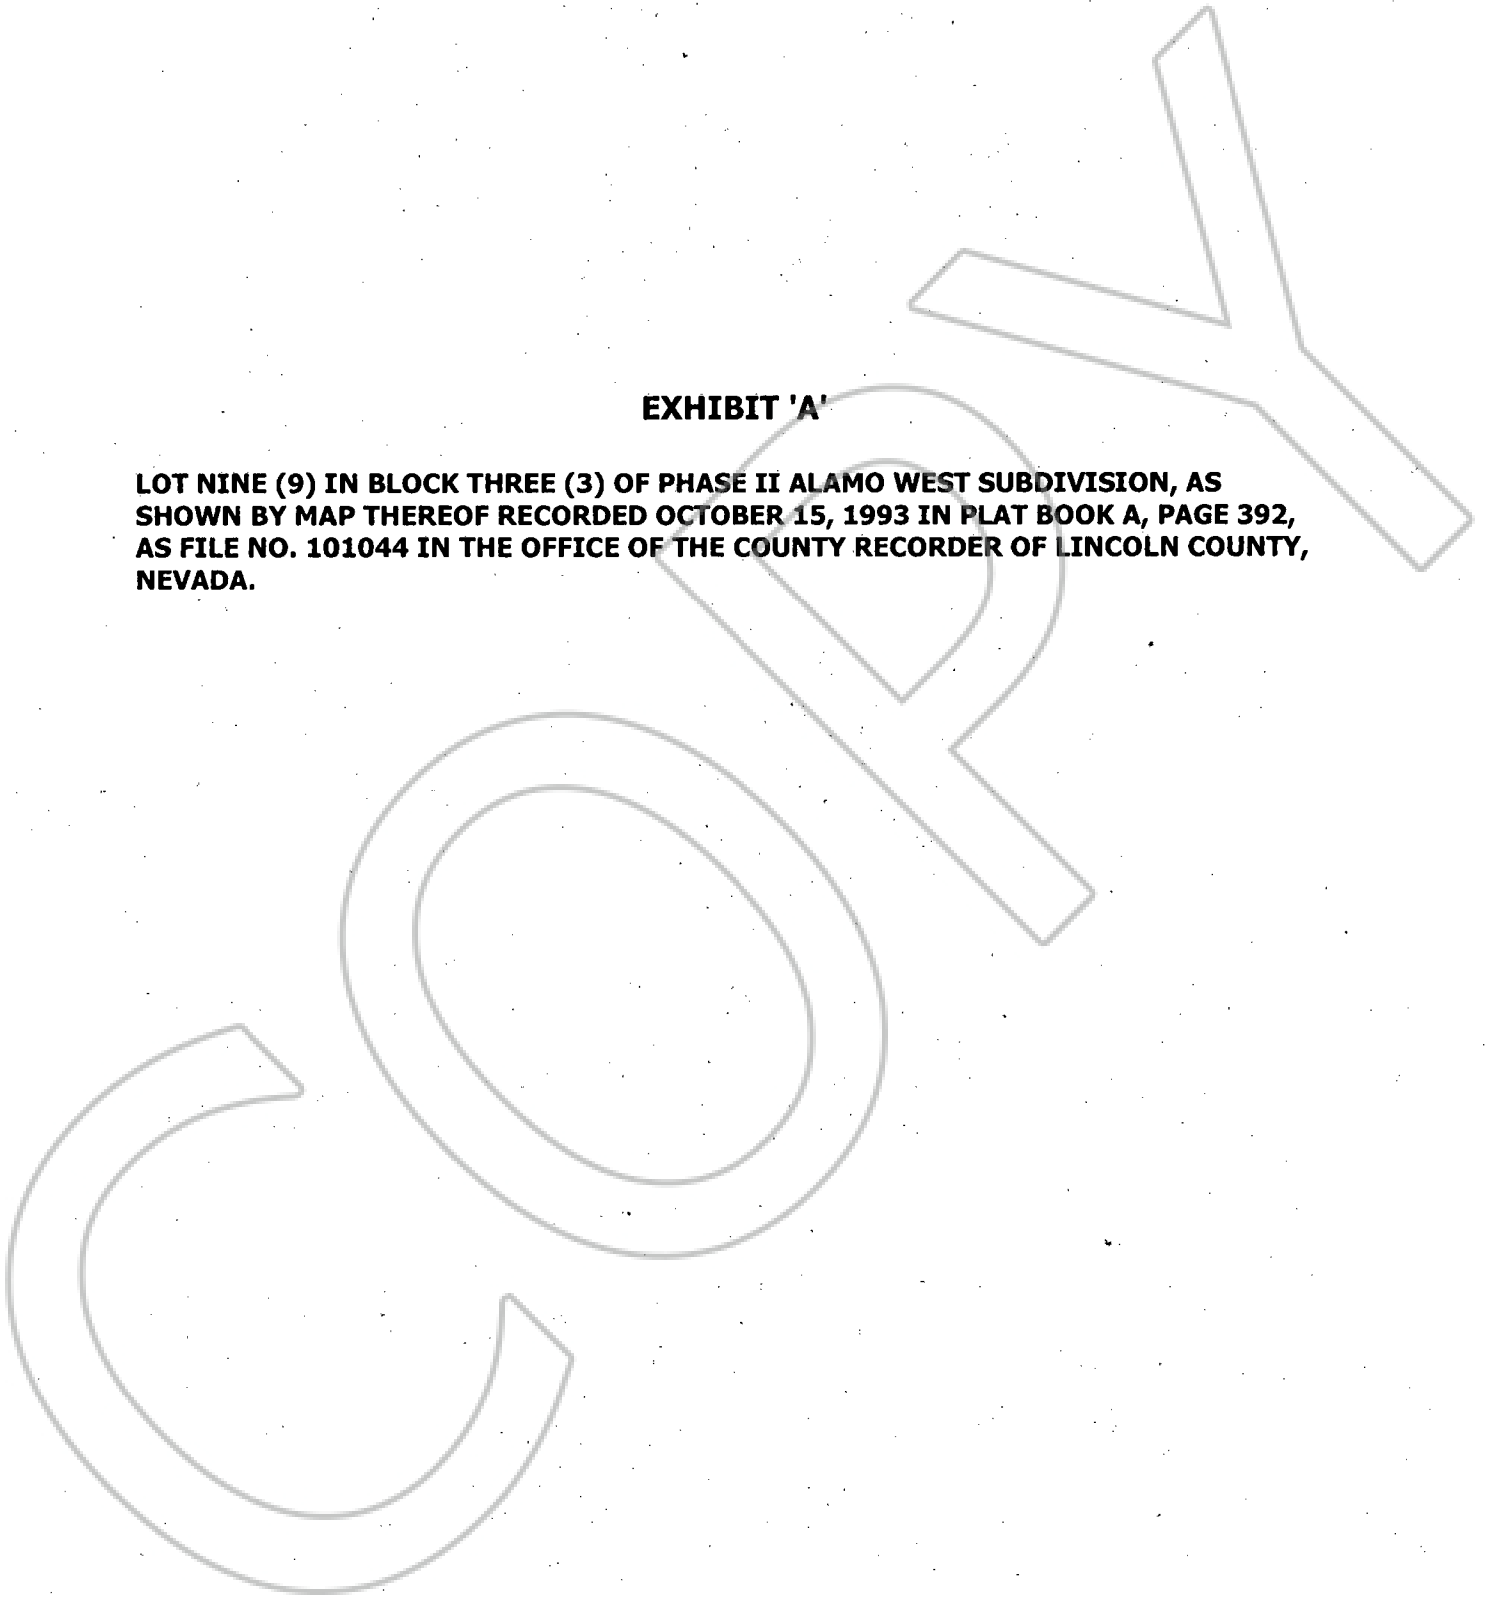 EXHIBIT 'A'
LOT NINE (9) IN BLOCK THREE (3) OF PHASE II ALAMO WEST SUBDIVISION, AS
SHOWN BY MAP THEREOF RECORDED OCTOBER 15, 1993 IN PLAT BOOK A, PAGE 392,
AS FILE NO. 101044 IN THE OFFICE OF THE COUNTY RECORDER OF LINCOLN COUNTY,
NEVADA.
COPY